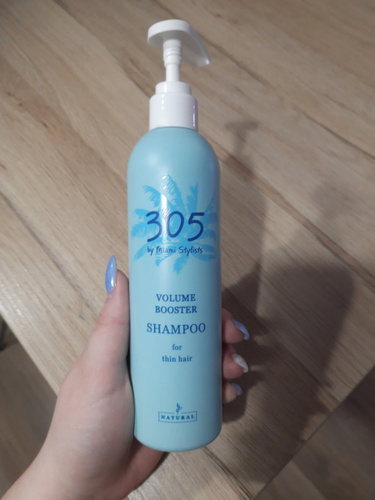 305
by Miami Stylists
VOLUME
BOOSTER
SHAMPOO
for
thin hair
NATURAL